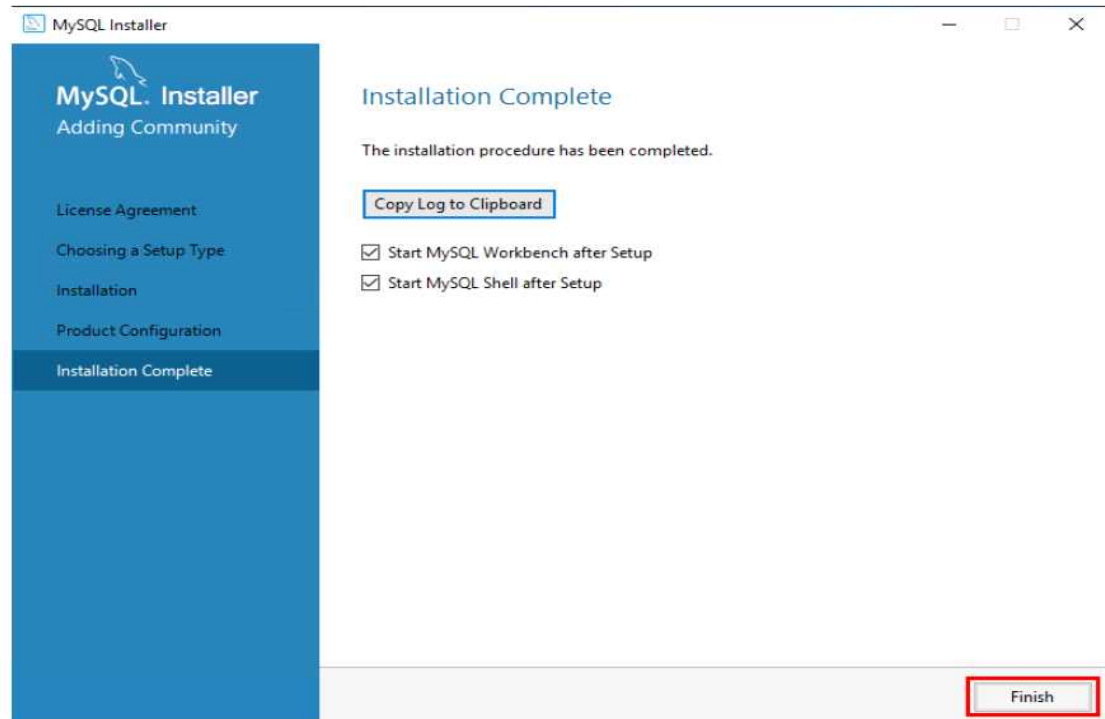 MySQL Installer
MySQL. Installer
Adding Community
License Agreement
Choosing a Setup Type
Installation
Product Configuration
Installation Complete
Installation Complete
The installation procedure has been completed.
Copy Log to Clipboard
Start MySQL Workbench after Setup
Start MySQL Shell after Setup
Finish